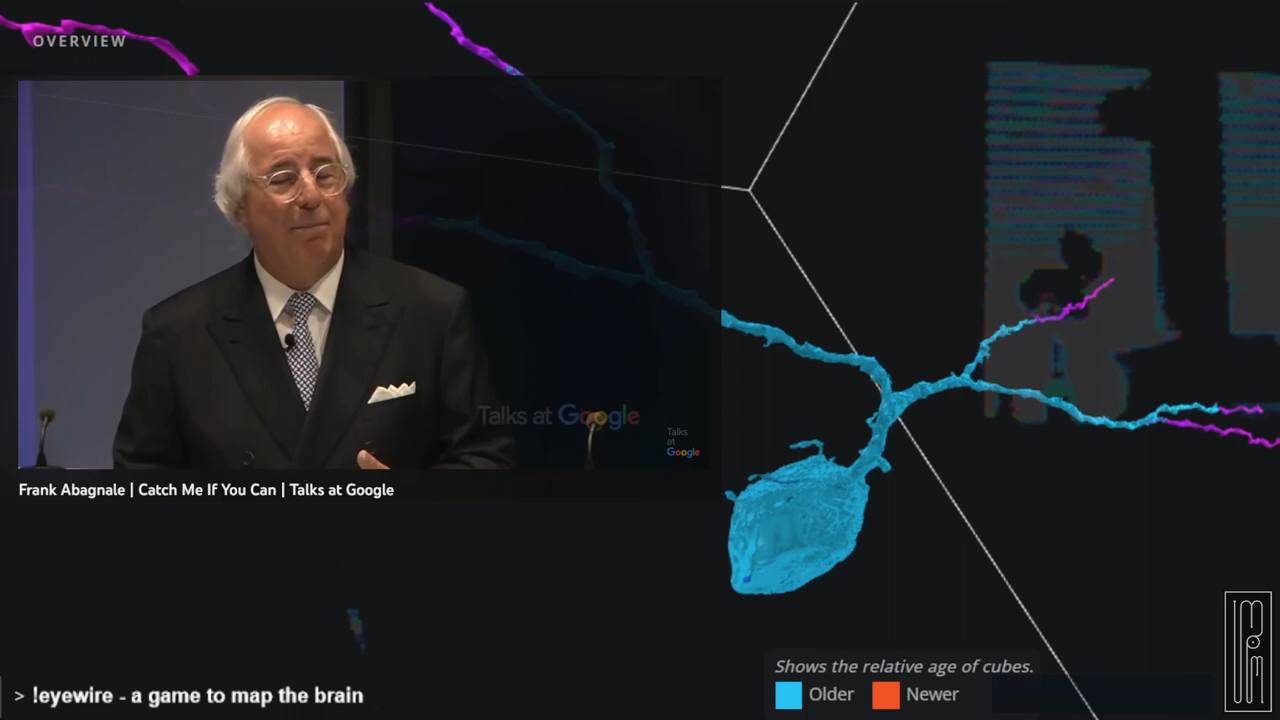 OVERVIEW
Talks at Google
Talks
at
Google
Frank Abagnale | Catch Me If You Can | Talks at Google
> !eyewire - a game to map the brain
Shows the relative age of cubes.
Older
Newer